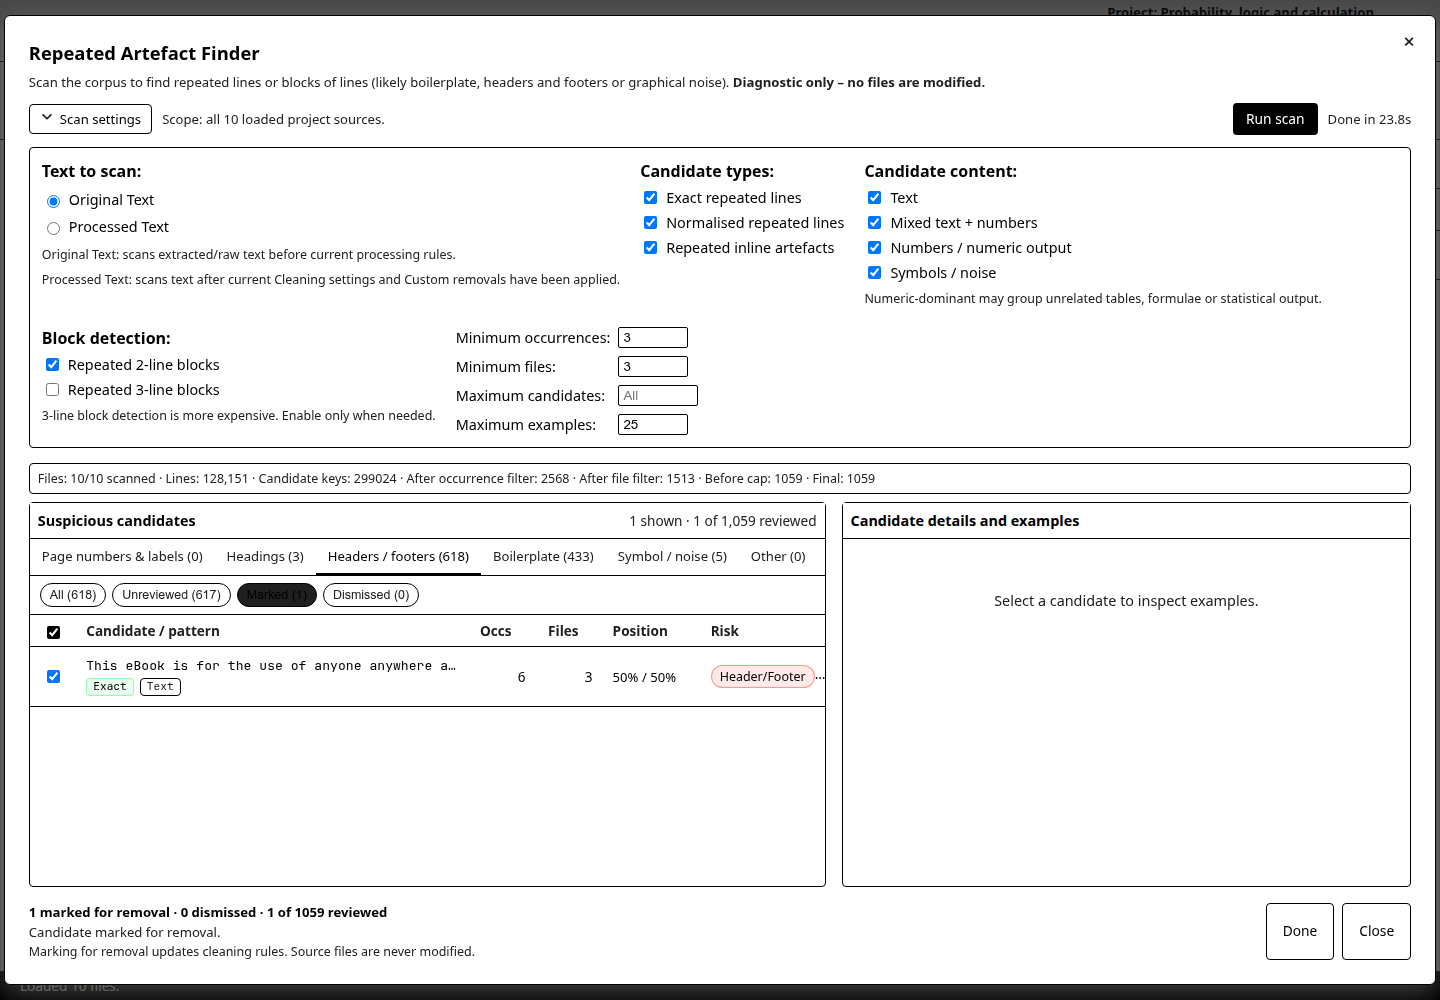 Project: Probability, logic and calculation
Repeated Artefact Finder
×
Scan the corpus to find repeated lines or blocks of lines (likely boilerplate, headers and footers or graphical noise). Diagnostic only – no files are modified.
Scan settings
Scope: all 10 loaded project sources.
Run scan
Done in 23.8s
Text to scan:
Original Text
Processed Text
Original Text: scans extracted/raw text before current processing rules.
Processed Text: scans text after current Cleaning settings and Custom removals have been applied.
Candidate types:
Exact repeated lines
Normalised repeated lines
Repeated inline artefacts
Candidate content:
Text
Mixed text + numbers
Numbers / numeric output
Symbols / noise
Numeric-dominant may group unrelated tables, formulae or statistical output.
Block detection:
Repeated 2-line blocks
Repeated 3-line blocks
3-line block detection is more expensive. Enable only when needed.
Minimum occurrences: 3
Minimum files: 3
Maximum candidates: All
Maximum examples: 25
Files: 10/10 scanned · Lines: 128,151 · Candidate keys: 299024 · After occurrence filter: 2568 · After file filter: 1513 · Before cap: 1059 · Final: 1059
Suspicious candidates
1 shown · 1 of 1,059 reviewed
Page numbers & labels (0) Headings (3) Headers / footers (618) Boilerplate (433) Symbol / noise (5) Other (0)
All (618) Unreviewed (617) Marked (1) Dismissed (0)
Candidate / pattern Occs Files Position Risk
This eBook is for the use of anyone anywhere a… 6 3 50% / 50% Header/Footer ...
Exact Text
Candidate details and examples
Select a candidate to inspect examples.
1 marked for removal · 0 dismissed · 1 of 1059 reviewed
Candidate marked for removal.
Marking for removal updates cleaning rules. Source files are never modified.
Done
Close
Loaded 10 files.